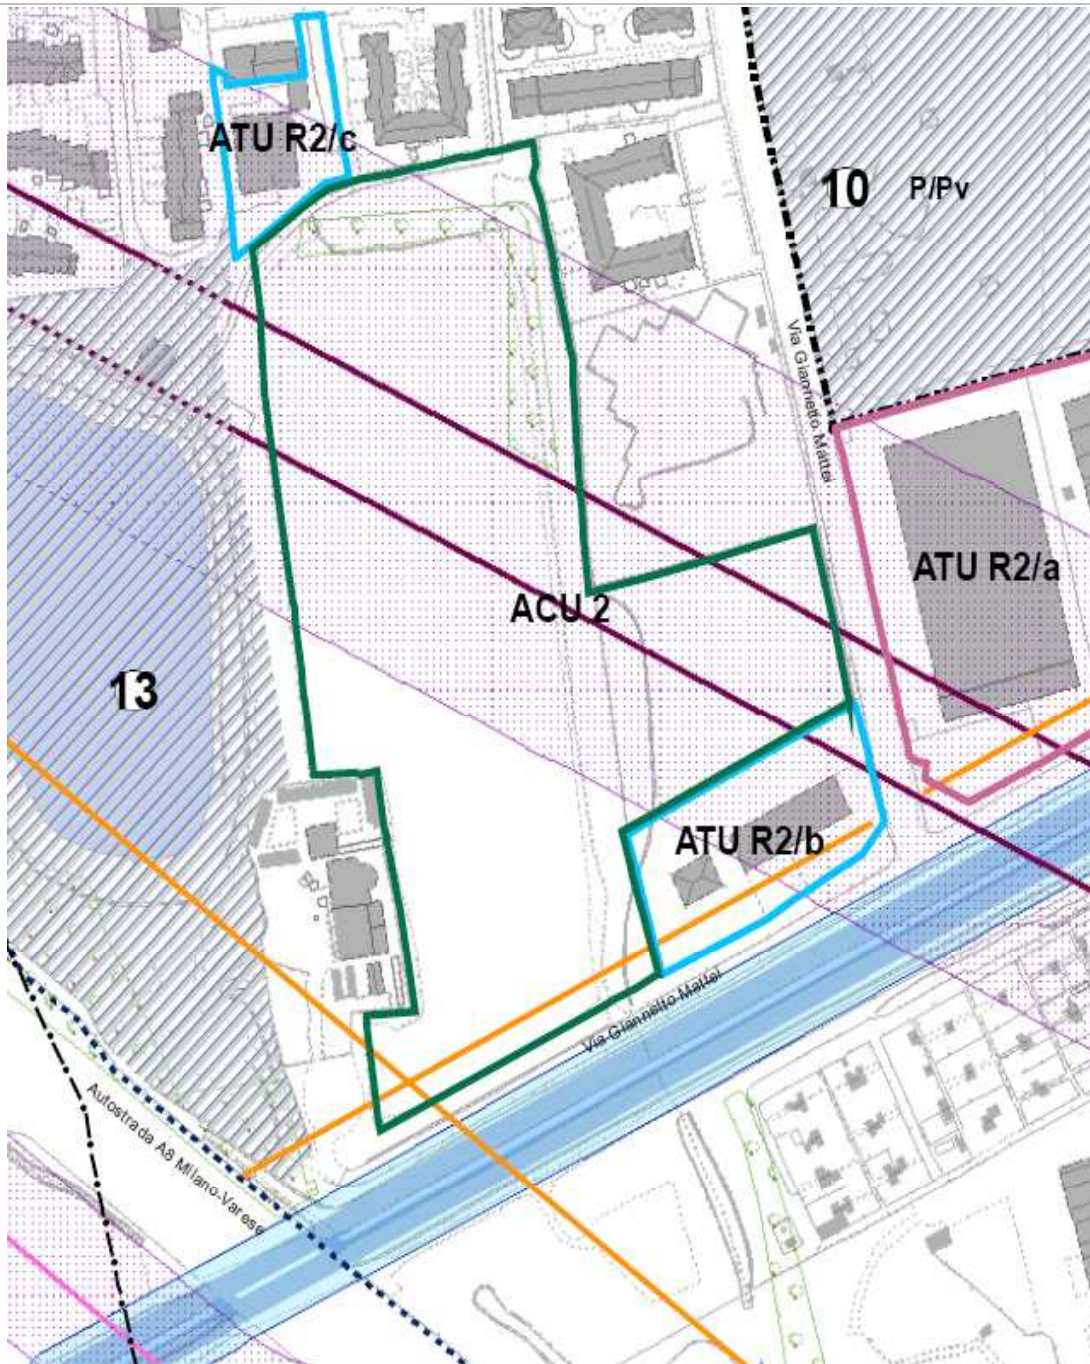 ATU R2/c
10 P/Pv
Via Giannetto Mattei
ATU R2/a
ACU 2
13
ATU R2/b
Via Giannetto Mattei
Autostrada A8 Milano-Varese